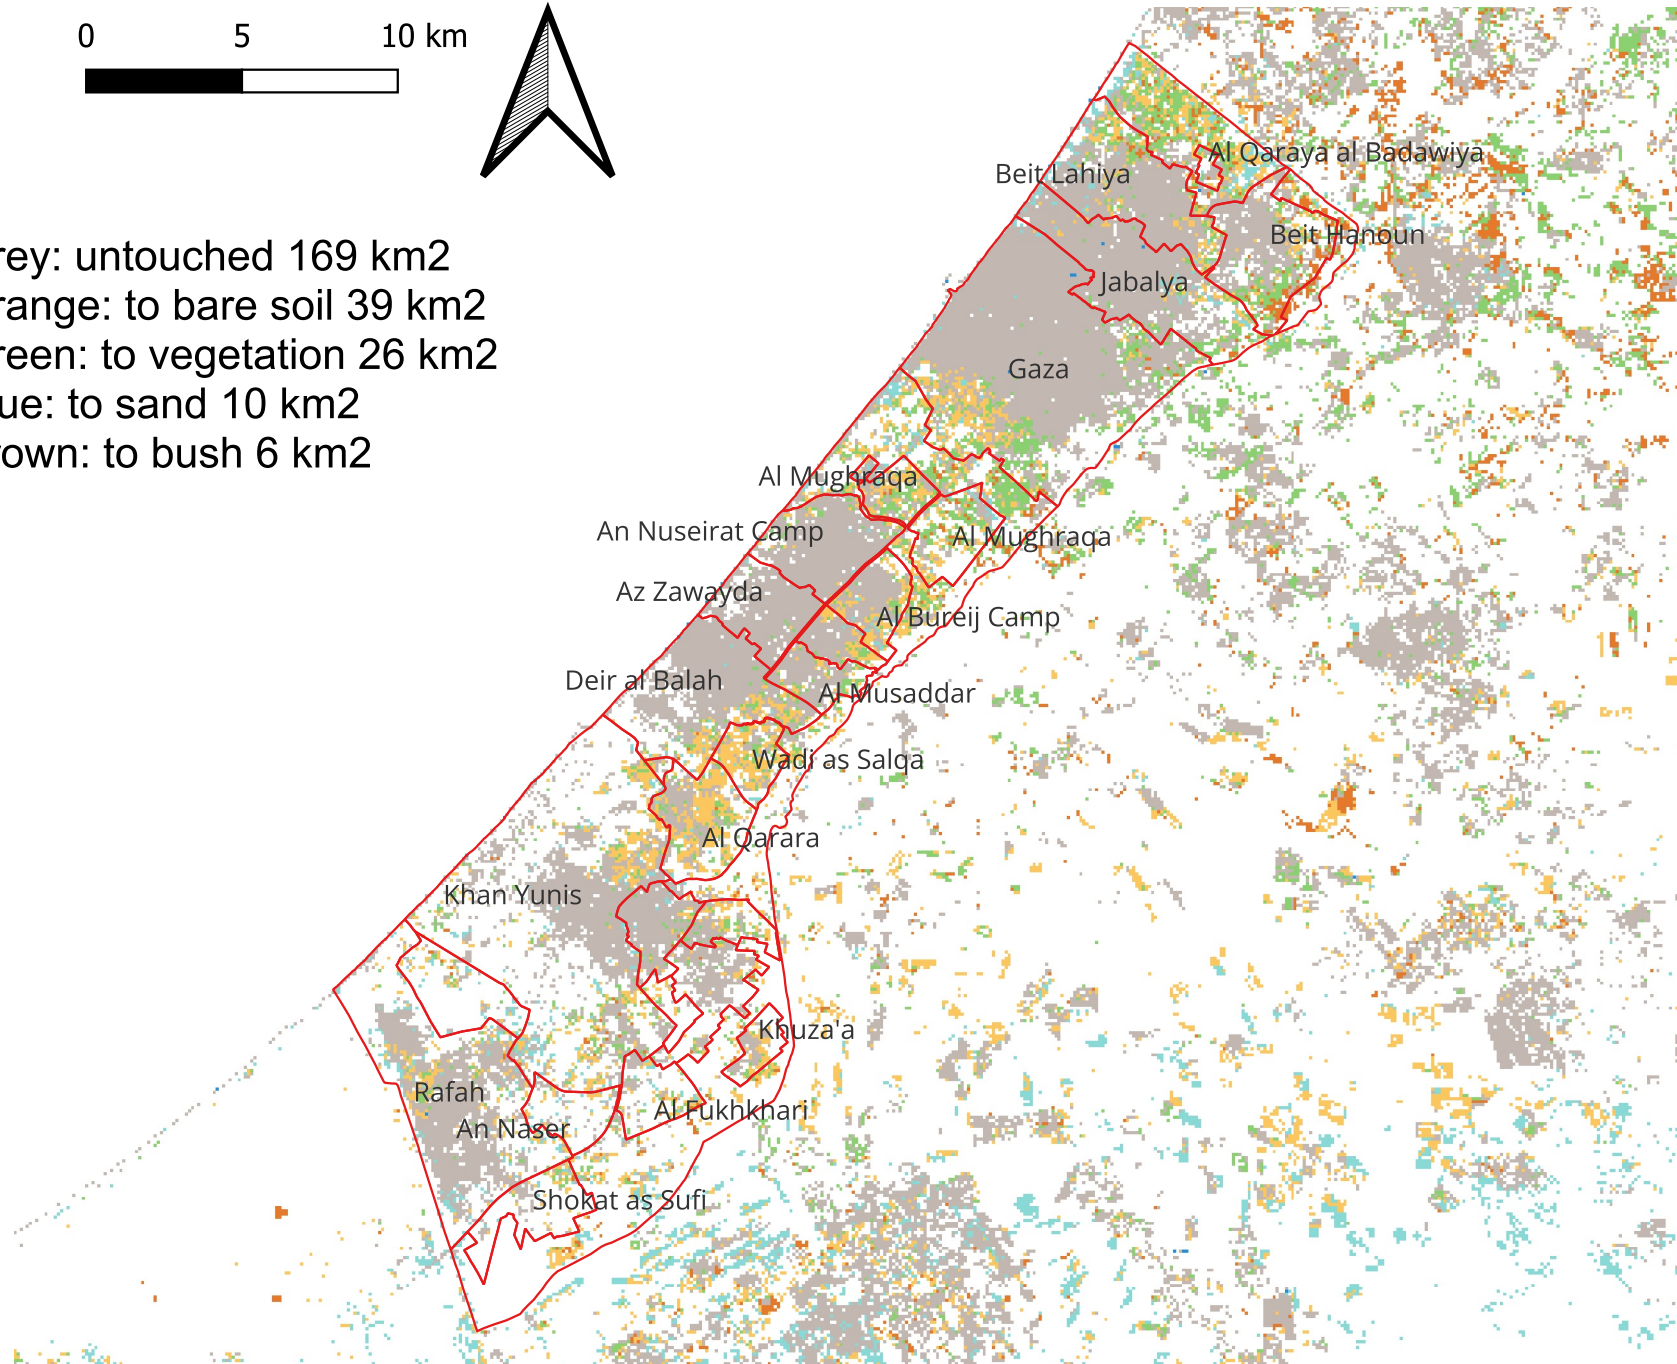 0 5 10 km
rey: untouched 169 km2
range: to bare soil 39 km2
reen: to vegetation 26 km2
ue: to sand 10 km2
rown: to bush 6 km2
Al Qaraya al Badawiya
Beit Lahiya
Beit Hanoun
Jabalya
Gaza
Al Mughraqa
An Nuseirat Camp
Al Mughraqa
Az Zawayda
Al Bureij Camp
Deir al Balah
Al Musaddar
Wadi as Salqa
Al Qarara
Khan Yunis
Khuza'a
Rafah
Al Fukhkhari
An Naser
Shokat as Sufi